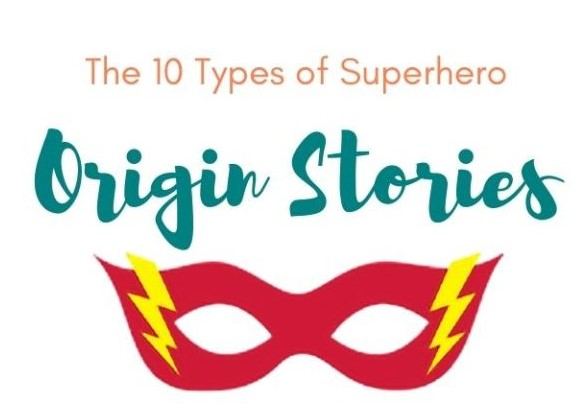 The 10 Types of Superhero
Origin Stories